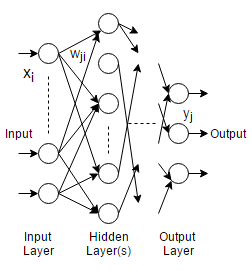 wji
xi
yj
Input
Output
Input Layer
Hidden Layer(s)
Output Layer